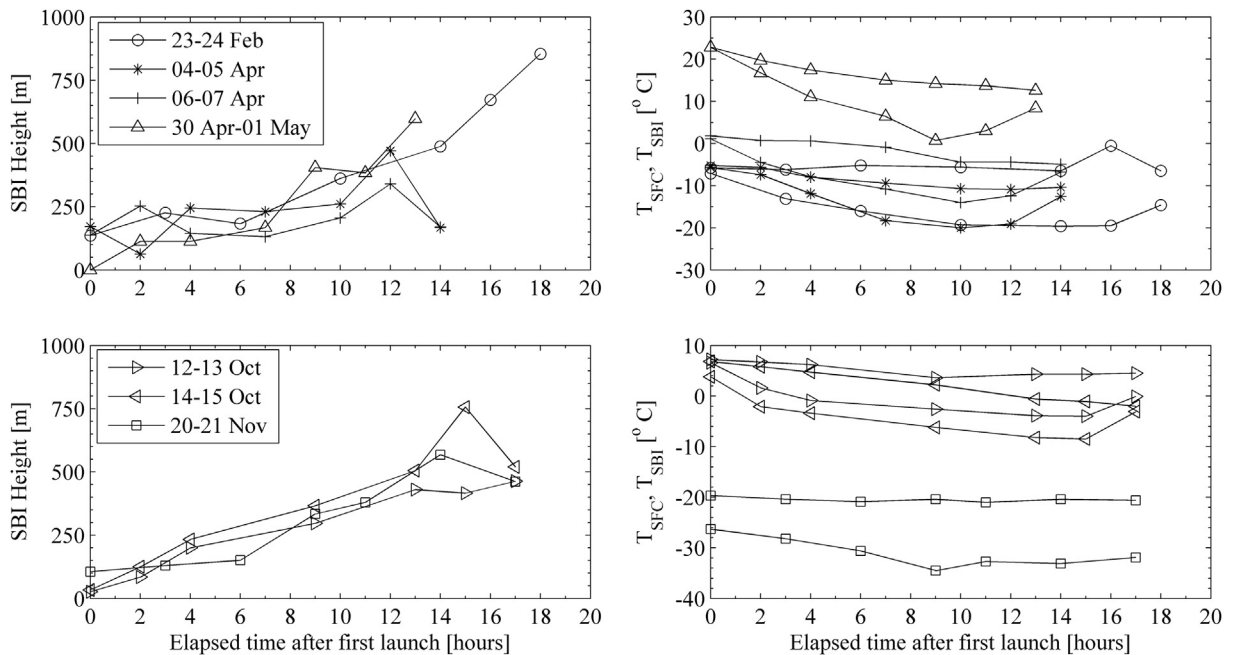 1000
750
500
250
0
SBI Height [m]
23-24 Feb
04-05 Apr
06-07 Apr
30 Apr-01 May
0 2 4 6 8 10 12 14 16 18 20
30
20
10
0
-10
-20
-30
T_SFC, T_SBI [° C]
0 2 4 6 8 10 12 14 16 18 20
1000
750
500
250
0
SBI Height [m]
12-13 Oct
14-15 Oct
20-21 Nov
0 2 4 6 8 10 12 14 16 18 20
Elapsed time after first launch [hours]
10
0
-10
-20
-30
-40
T_SFC, T_SBI [° C]
0 2 4 6 8 10 12 14 16 18 20
Elapsed time after first launch [hours]